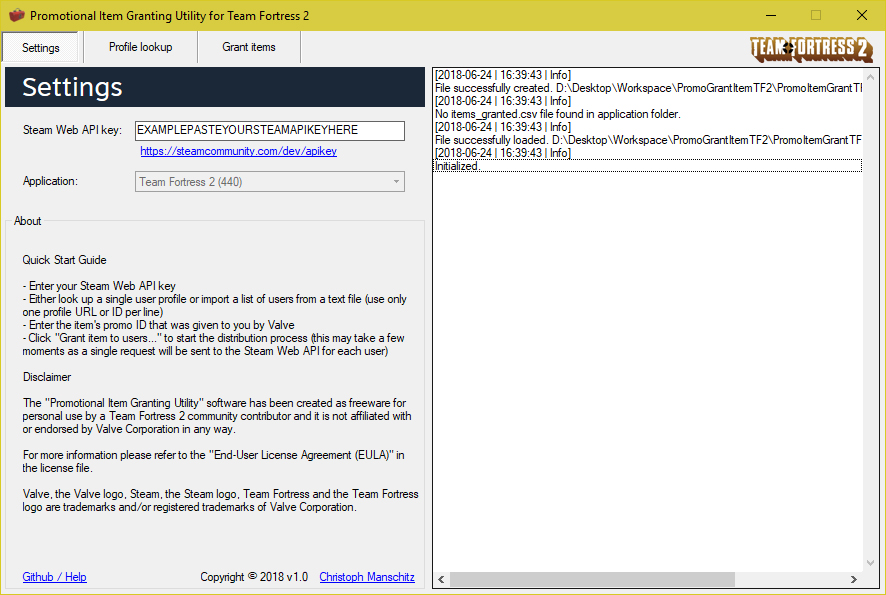 Promotional Item Granting Utility for Team Fortress 2
Settings
Profile lookup
Grant items
TEAM FORTRESS 2
Settings
Steam Web API key:
EXAMPLEPASTEYOURSTEAMAPIKEYHERE
https://steamcommunity.com/dev/apikey
Application:
Team Fortress 2 (440)
About
Quick Start Guide
- Enter your Steam Web API key
- Either look up a single user profile or import a list of users from a text file (use only
one profile URL or ID per line)
- Enter the item's promo ID that was given to you by Valve
- Click "Grant item to users..." to start the distribution process (this may take a few
moments as a single request will be sent to the Steam Web API for each user)
Disclaimer
The "Promotional Item Granting Utility" software has been created as freeware for
personal use by a Team Fortress 2 community contributor and it is not affiliated with
or endorsed by Valve Corporation in any way.
For more information please refer to the "End-User License Agreement (EULA)" in
the license file.
Valve, the Valve logo, Steam, the Steam logo, Team Fortress and the Team Fortress
logo are trademarks and/or registered trademarks of Valve Corporation.
Github / Help
Copyright © 2018 v1.0
Christoph Manschitz
[2018-06-24 | 16:39:43 | Info]
File successfully created. D:\Desktop\Workspace\PromoGrantItemTF2\PromoItemGrantTF
[2018-06-24 | 16:39:43 | Info]
No items_granted.csv file found in application folder.
[2018-06-24 | 16:39:43 | Info]
File successfully loaded. D:\Desktop\Workspace\PromoGrantItemTF2\PromoItemGrantTF
[2018-06-24 | 16:39:43 | Info]
Initialized.